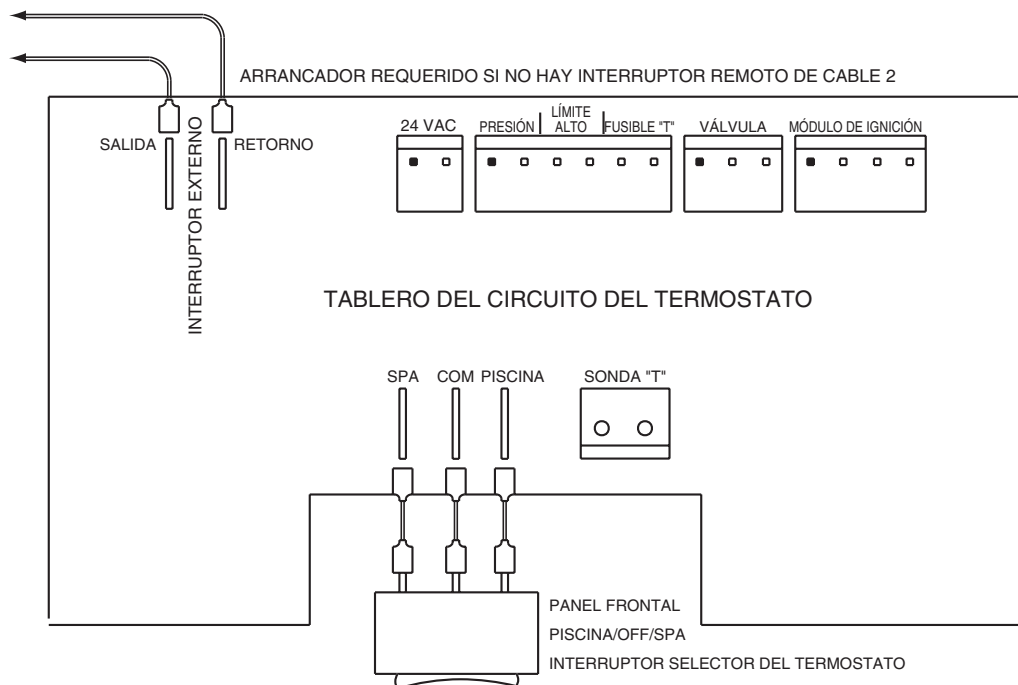 ARRANCADOR REQUERIDO SI NO HAY INTERRUPTOR REMOTO DE CABLE 2
SALIDA
INTERRUPTOR EXTERNO
RETORNO
24 VAC
PRESIÓN
LÍMITE
ALTO
FUSIBLE "T"
VÁLVULA
MÓDULO DE IGNICIÓN
TABLERO DEL CIRCUITO DEL TERMOSTATO
SPA
COM
PISCINA
SONDA "T"
PANEL FRONTAL
PISCINA/OFF/SPA
INTERRUPTOR SELECTOR DEL TERMOSTATO